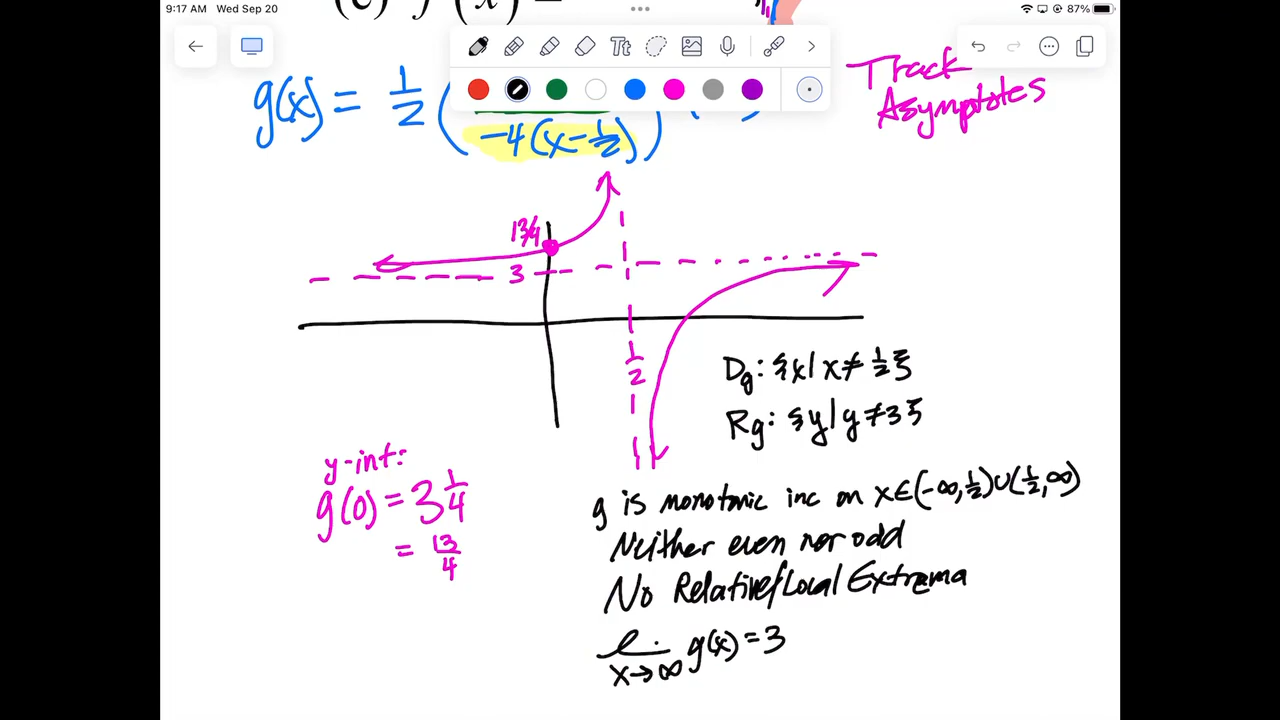 9:17 AM Wed Sep 20
87%
Tt
Track
Asymptotes
g(x) = 1/2 (
-4(x-1/2) )
13/4
3
1/2
Dg: {x | x ≠ 1/2}
Rg: {y | y ≠ 3}
y-int:
g(0) = 3 1/4
= 13/4
g is monotonic inc on x∈(-∞, 1/2)∪(1/2, ∞)
Neither even nor odd
No Relative/Local Extrema
lim x→∞ g(x) = 3